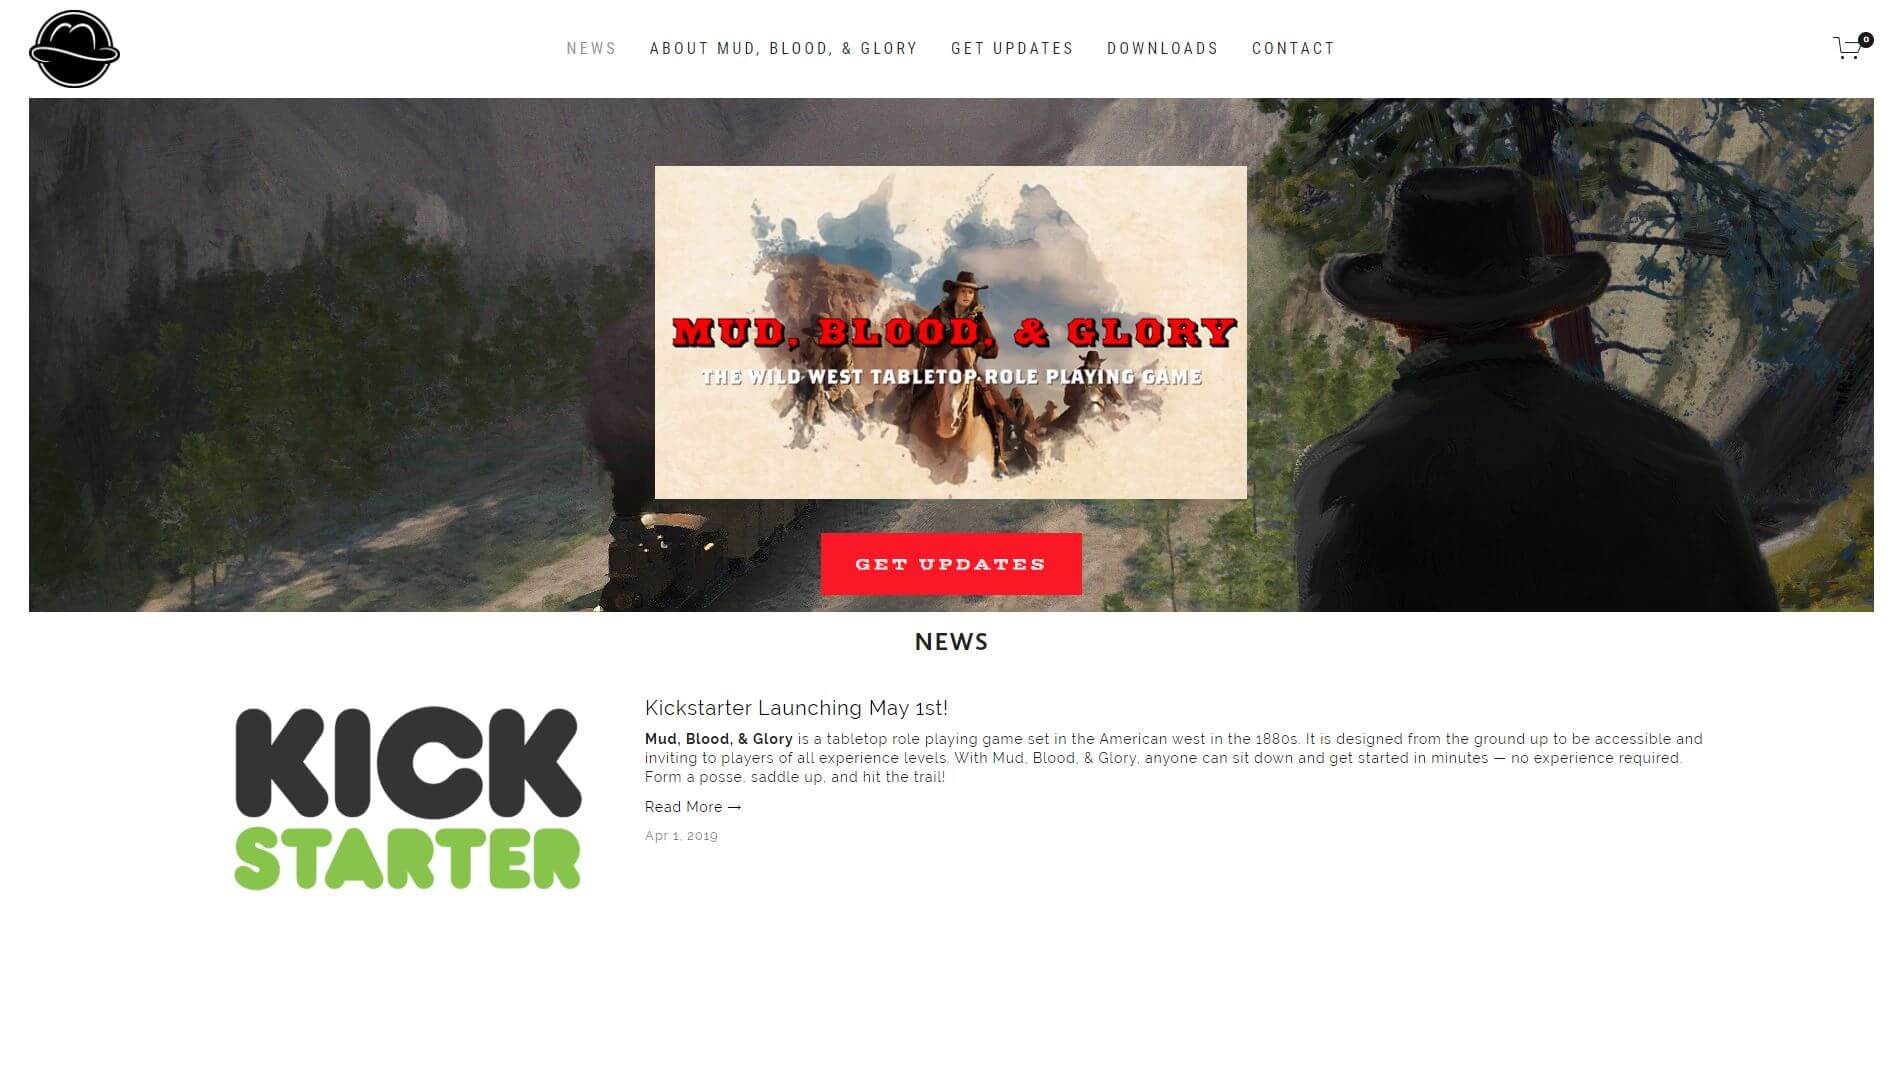 NEWS
ABOUT MUD, BLOOD, & GLORY
GET UPDATES
DOWNLOADS
CONTACT
0
MUD, BLOOD, & GLORY
THE WILD WEST TABLETOP ROLE PLAYING GAME
GET UPDATES
NEWS
KICK
STARTER
Kickstarter Launching May 1st!
Mud, Blood, & Glory is a tabletop role playing game set in the American west in the 1880s. It is designed from the ground up to be accessible and
inviting to players of all experience levels. With Mud, Blood, & Glory, anyone can sit down and get started in minutes — no experience required.
Form a posse, saddle up, and hit the trail!
Read More →
Apr 1, 2019